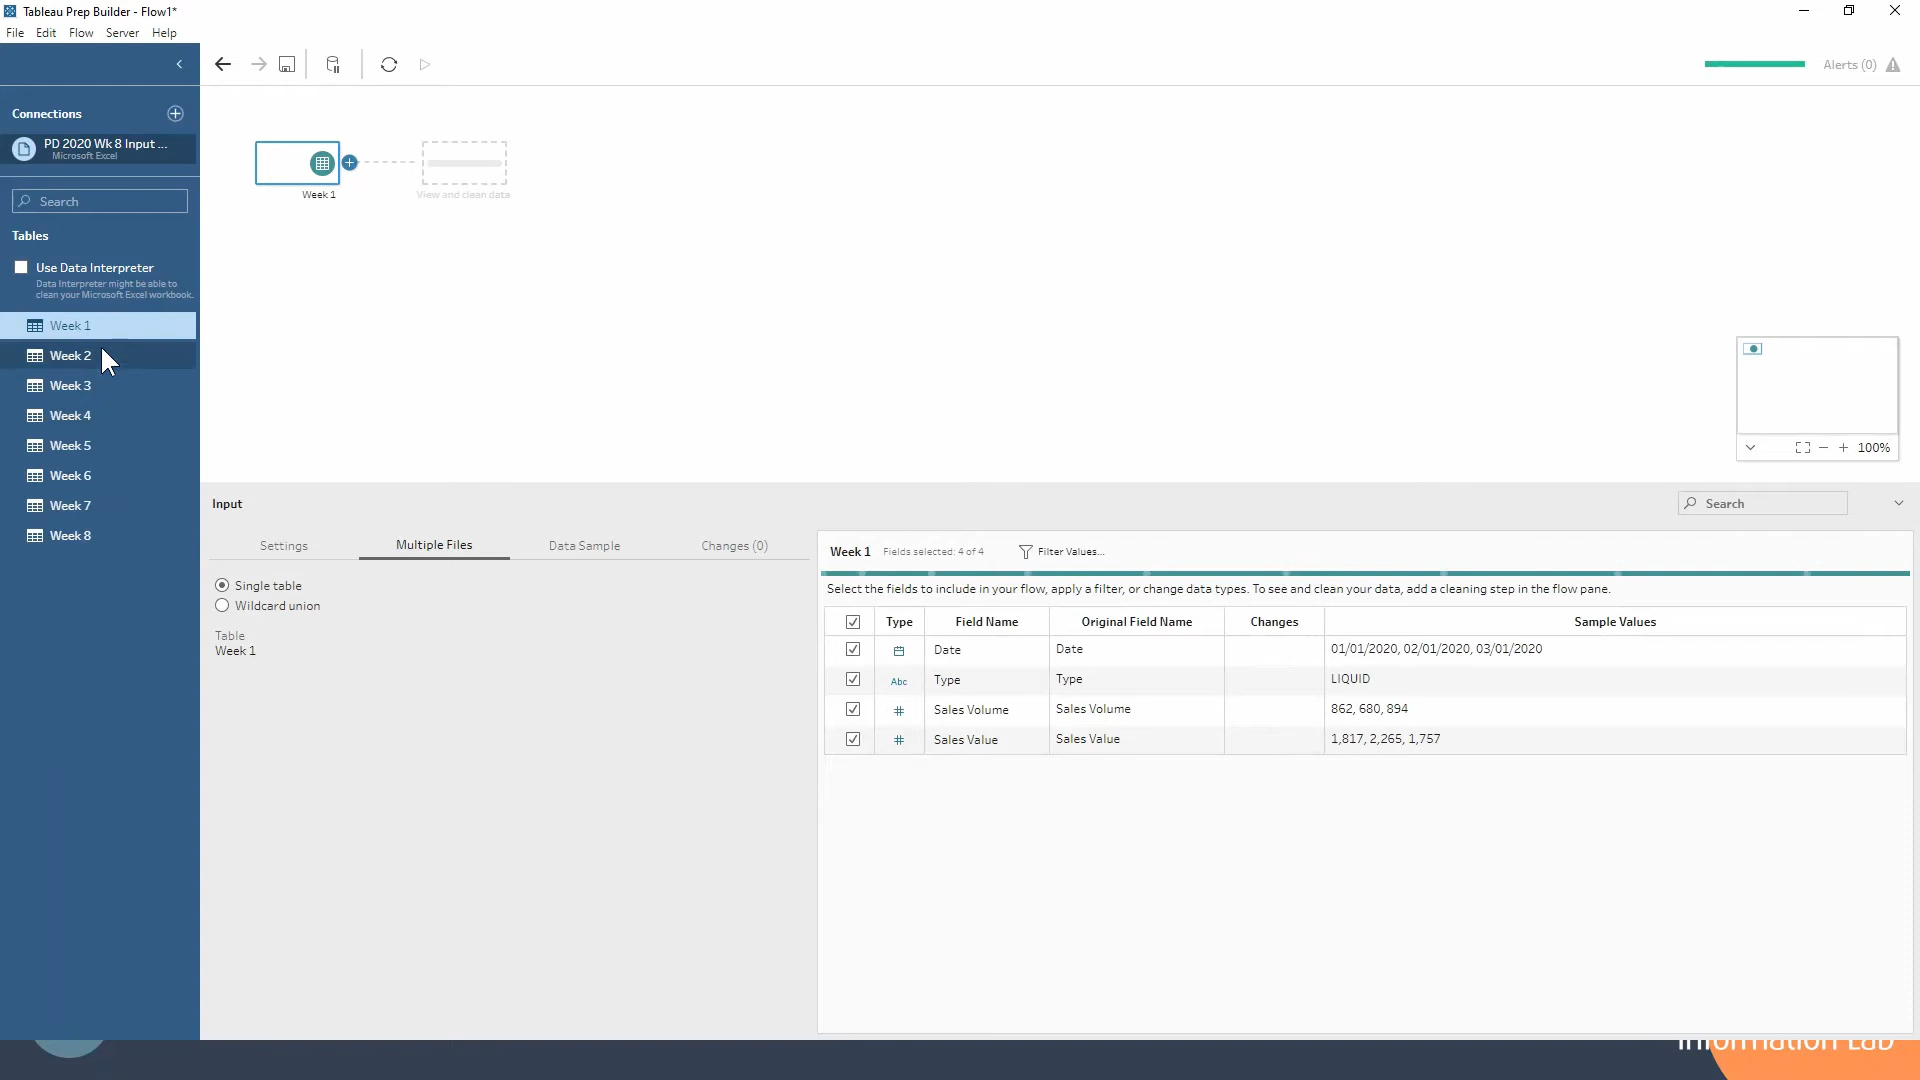 Tableau Prep Builder - Flow1*
File Edit Flow Server Help
Alerts (0)
Connections
PD 2020 Wk 8 Input ...
Microsoft Excel
Search
Tables
Use Data Interpreter
Data Interpreter might be able to
clean your Microsoft Excel workbook.
Week 1
Week 2
Week 3
Week 4
Week 5
Week 6
Week 7
Week 8
Week 1
View and clean data
100%
Input
Search
Settings Multiple Files Data Sample Changes (0)
Single table
Wildcard union
Table
Week 1
Week 1 Fields selected: 4 of 4 Filter Values...
Select the fields to include in your flow, apply a filter, or change data types. To see and clean your data, add a cleaning step in the flow pane.
Type Field Name Original Field Name Changes Sample Values
Date Date 01/01/2020, 02/01/2020, 03/01/2020
Abc Type Type LIQUID
# Sales Volume Sales Volume 862, 680, 894
# Sales Value Sales Value 1,817, 2,265, 1,757
Information Lab